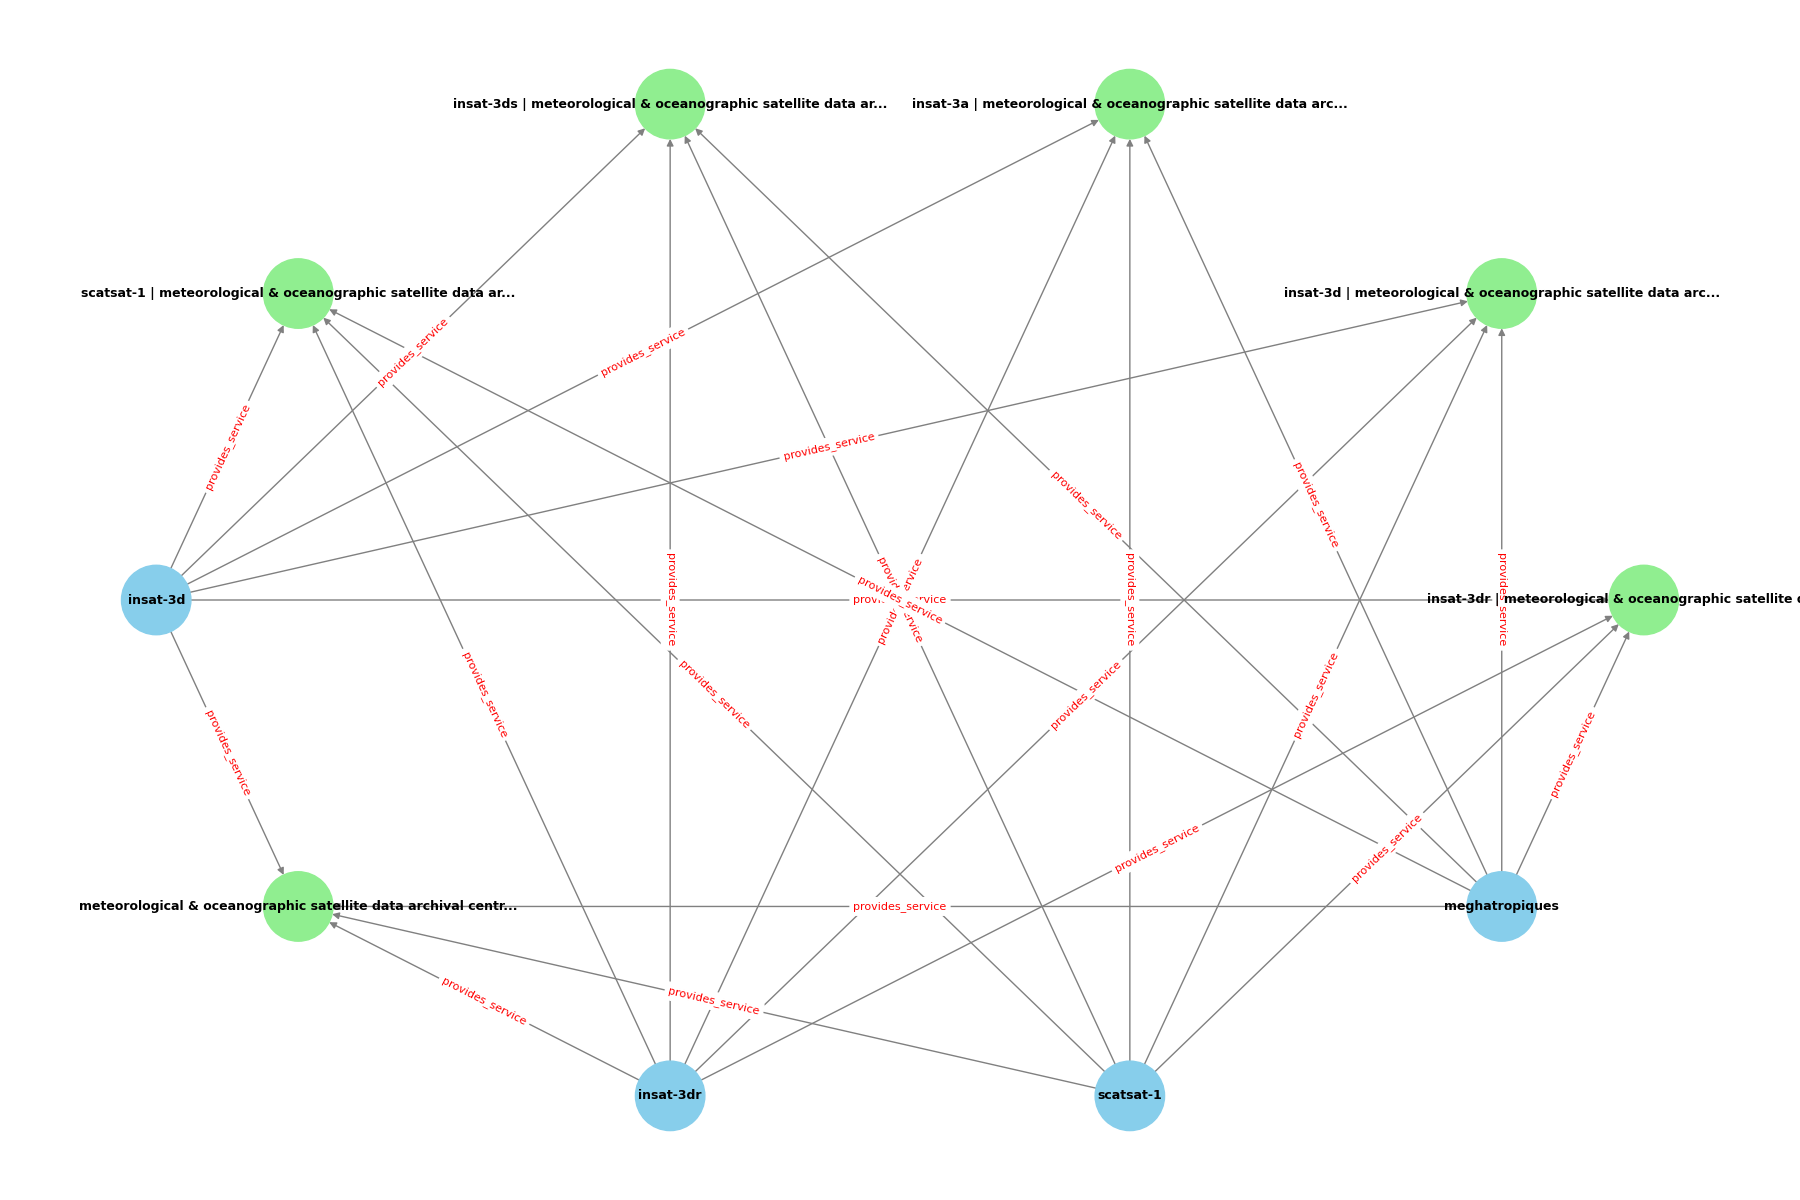 insat-3ds | meteorological & oceanographic satellite data ar...
insat-3a | meteorological & oceanographic satellite data arc...
scatsat-1 | meteorological & oceanographic satellite data ar...
insat-3d | meteorological & oceanographic satellite data arc...
provides_service
provides_service
provides_service
provides_service
provides_service
provides_service
provides_service
insat-3d
provides_service
provides_service
provides_service
provides_service
provides_service
provides_service
provides_service
insat-3dr | meteorological & oceanographic satellite
provides_service
provides_service
provides_service
provides_service
provides_service
provides_service
provides_service
provides_service
meteorological & oceanographic satellite data archival centr...
provides_service
meghatropiques
provides_service
provides_service
insat-3dr
scatsat-1